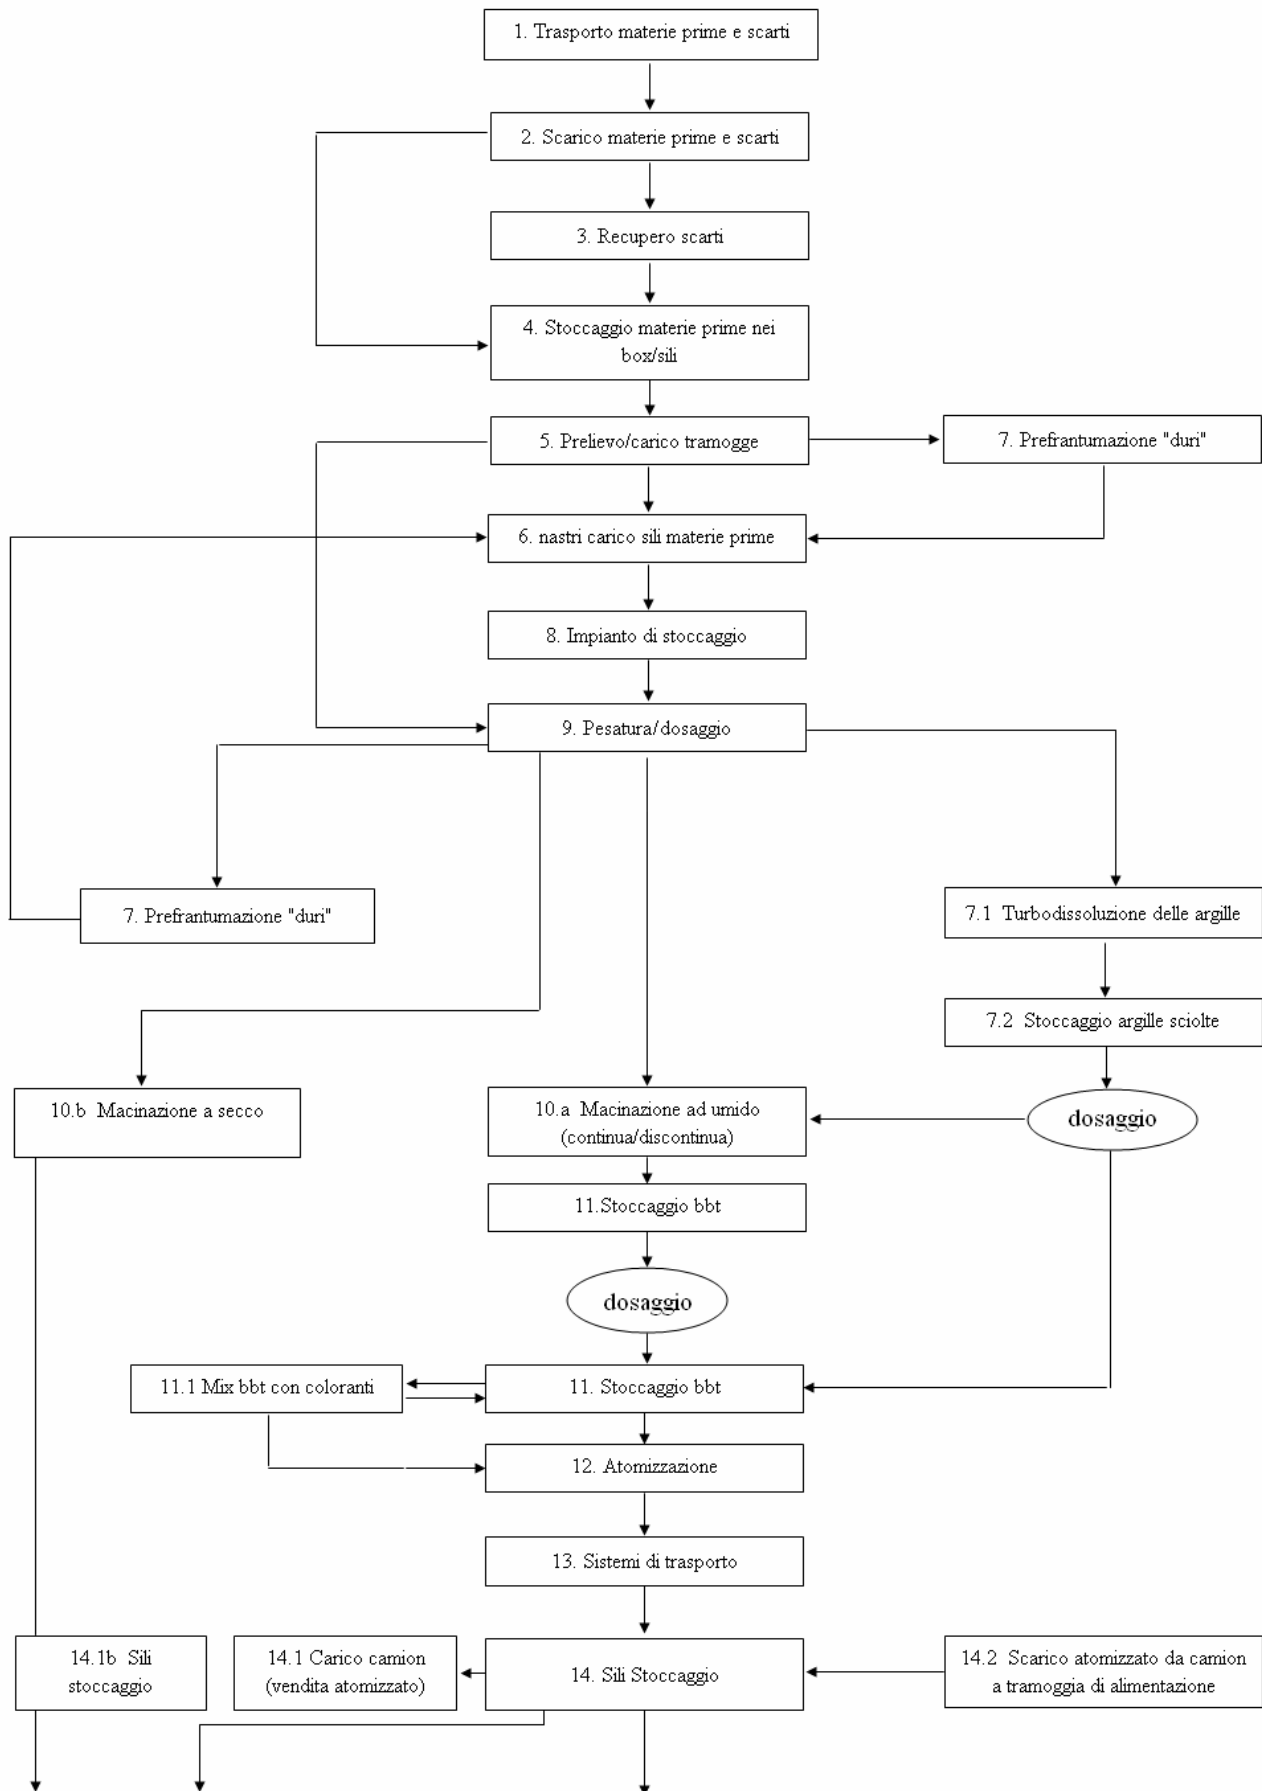 1. Trasporto materie prime e scarti
2. Scarico materie prime e scarti
3. Recupero scarti
4. Stoccaggio materie prime nei
box/sili
5. Prelievo/carico tramogge
7. Prefrantumazione "duri"
6. nastri carico sili materie prime
8. Impianto di stoccaggio
9. Pesatura/dosaggio
7. Prefrantumazione "duri"
7.1 Turbodissoluzione delle argille
7.2 Stoccaggio argille sciolte
10.b Macinazione a secco
10.a Macinazione ad umido
(continua/discontinua)
dosaggio
11.Stoccaggio bbt
dosaggio
11.1 Mix bbt con coloranti
11. Stoccaggio bbt
12. Atomizzazione
13. Sistemi di trasporto
14.1b Sili
stoccaggio
14.1 Carico camion
(vendita atomizzato)
14. Sili Stoccaggio
14.2 Scarico atomizzato da camion
a tramoggia di alimentazione